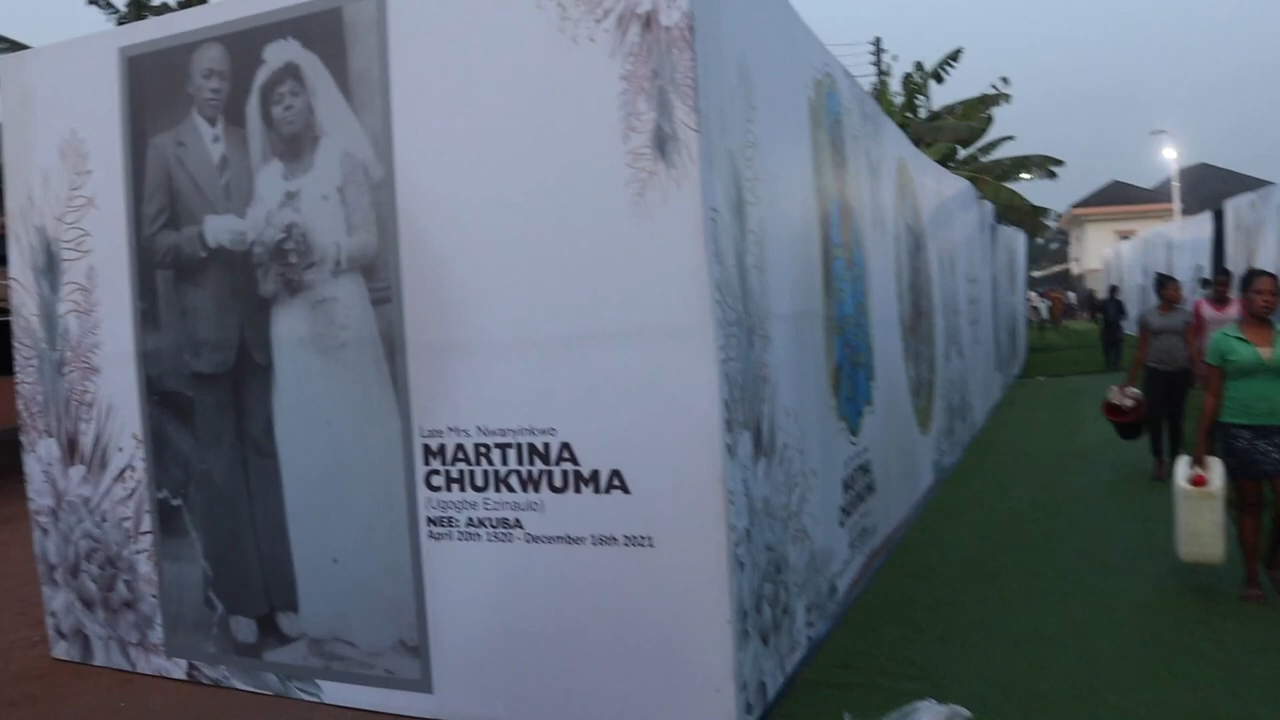 Late Mrs. Nwanyinkwo
MARTINA
CHUKWUMA
(Ugogbe Ezinaulo)
NEE: AKUBA
April 20th 1920 - December 16th 2021